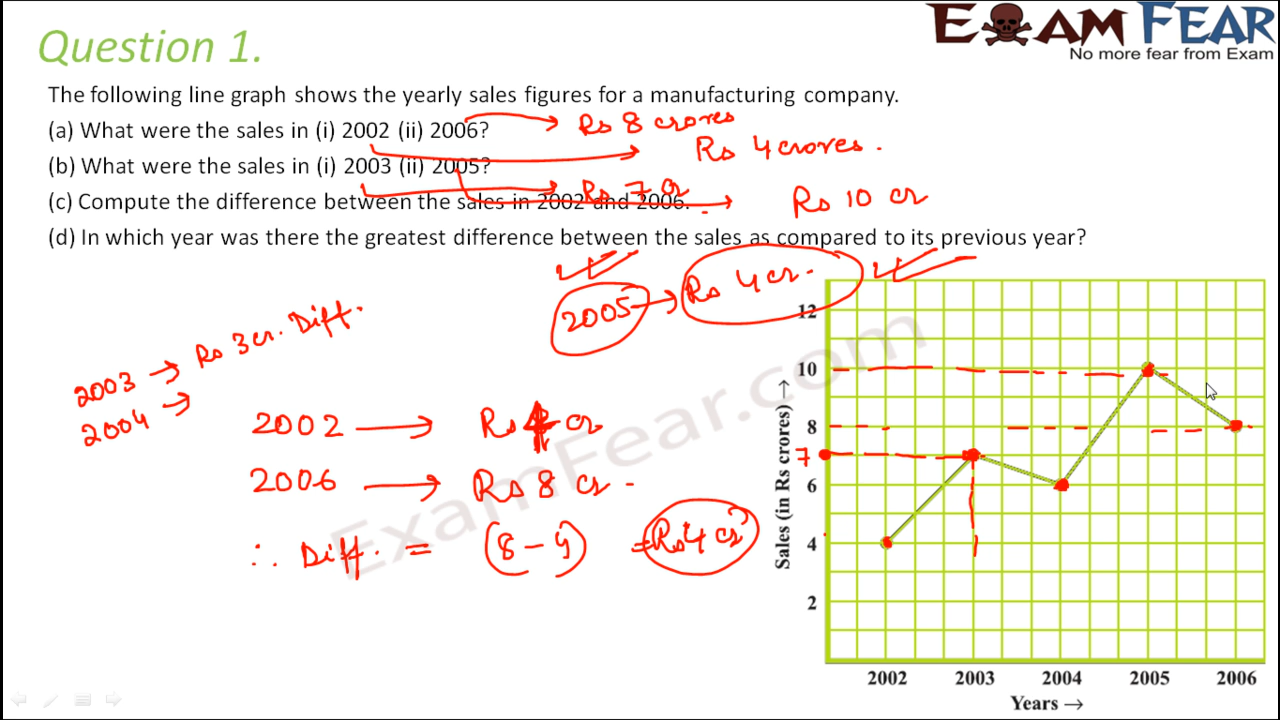 EXAM FEAR
No more fear from Exam
Question 1.
The following line graph shows the yearly sales figures for a manufacturing company.
(a) What were the sales in (i) 2002 (ii) 2006?
Rs 8 crores
Rs 4 crores.
(b) What were the sales in (i) 2003 (ii) 2005?
Rs 7 cr
Rs 10 cr
(c) Compute the difference between the sales in 2002 and 2006.
(d) In which year was there the greatest difference between the sales as compared to its previous year?
2005 → Rs 4 cr.
2003 → Rs 3 cr. Diff.
2004 →
2002 → Rs 4 cr
2006 → Rs 8 cr.
∴ Diff. = (8 - 4) = Rs 4 cr
ExamFear.com
Sales (in Rs crores) →
12
10
8
7
6
4
2
2002 2003 2004 2005 2006
Years →